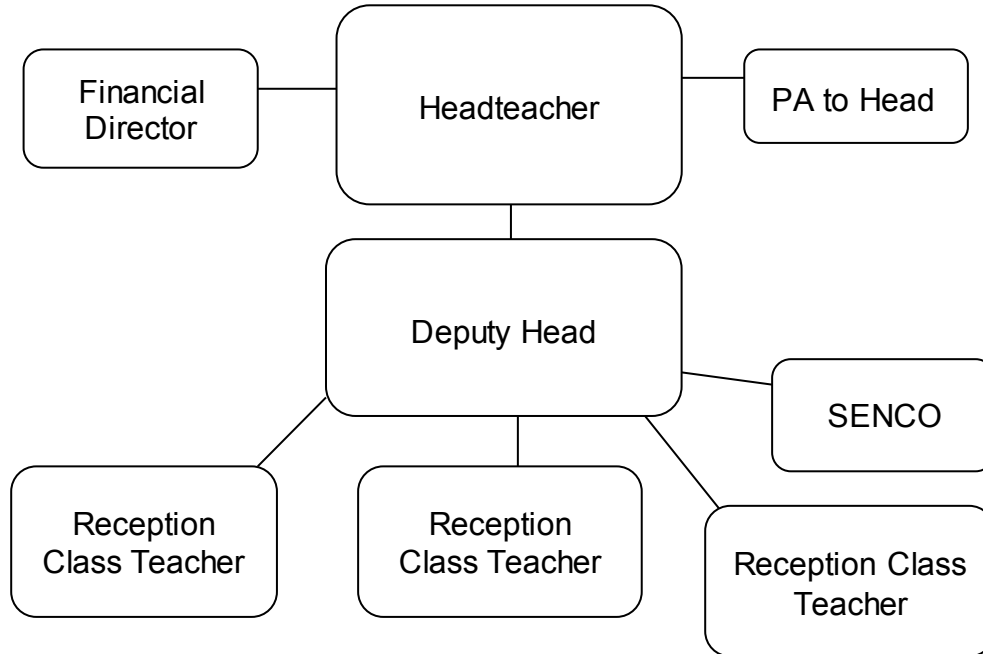 Financial
Director
Headteacher
PA to Head
Deputy Head
SENCO
Reception
Class Teacher
Reception
Class Teacher
Reception Class
Teacher